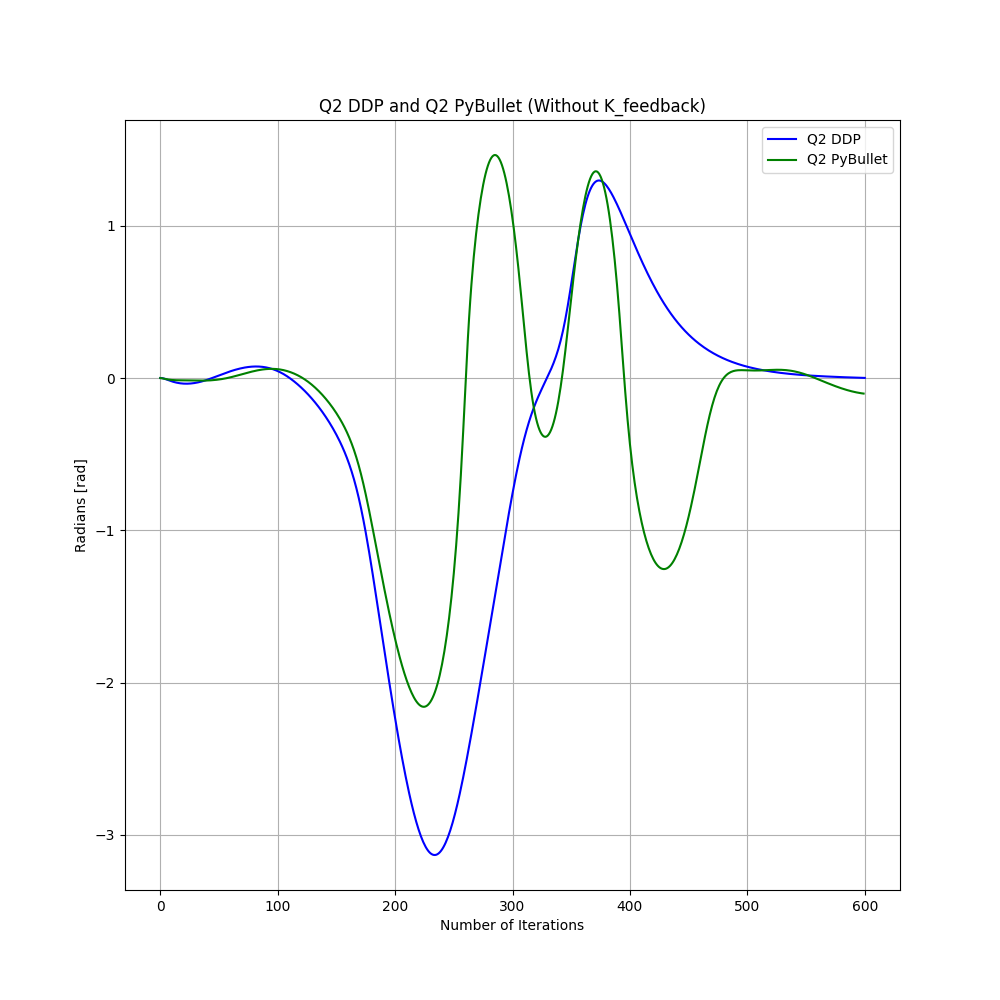 Q2 DDP and Q2 PyBullet (Without K_feedback)
Q2 DDP
Q2 PyBullet
Radians [rad]
1
0
−1
−2
−3
0 100 200 300 400 500 600
Number of Iterations